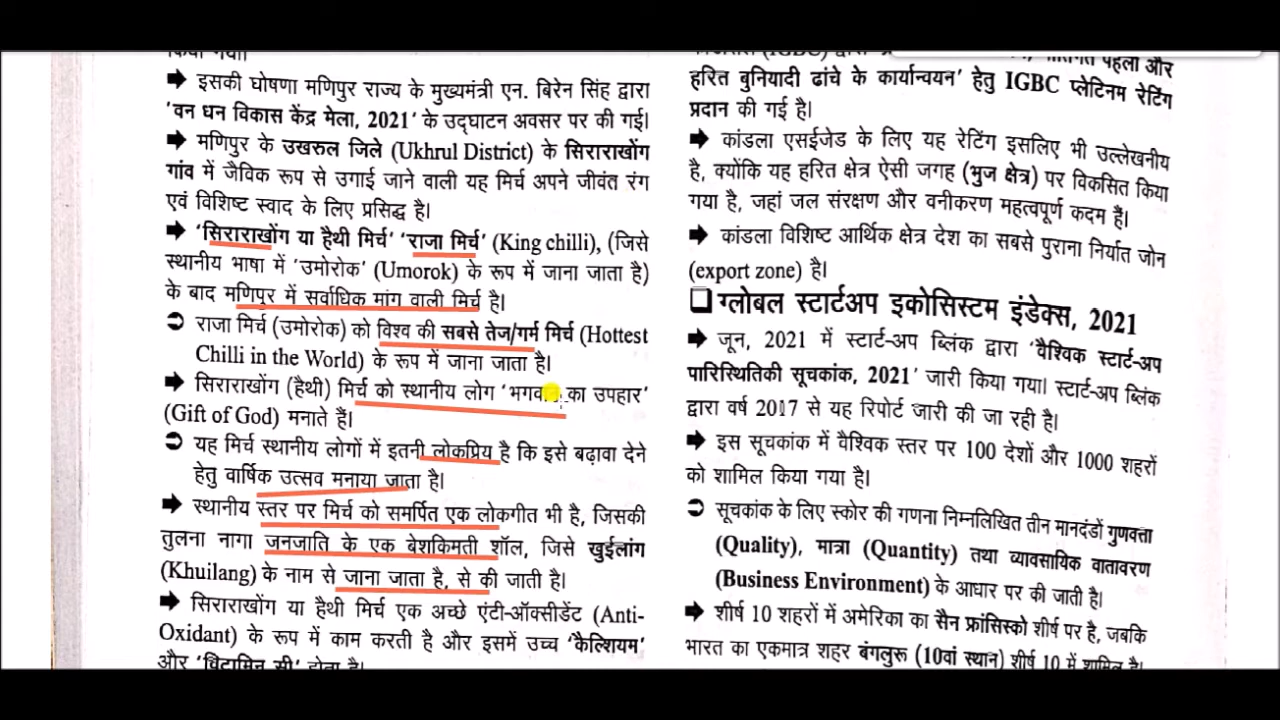 किया गया।
➡ इसकी घोषणा मणिपुर राज्य के मुख्यमंत्री एन. बिरेन सिंह द्वारा
'वन धन विकास केंद्र मेला, 2021' के उद्घाटन अवसर पर की गई।
➡ मणिपुर के उखरुल जिले (Ukhrul District) के सिराराखोंग
गांव में जैविक रूप से उगाई जाने वाली यह मिर्च अपने जीवंत रंग
एवं विशिष्ट स्वाद के लिए प्रसिद्ध है।
➡ 'सिराराखोंग या हैथी मिर्च' 'राजा मिर्च' (King chilli), (जिसे
स्थानीय भाषा में 'उमोरोक' (Umorok) के रूप में जाना जाता है)
के बाद मणिपुर में सर्वाधिक मांग वाली मिर्च है।
➲ राजा मिर्च (उमोरोक) को विश्व की सबसे तेज/गर्म मिर्च (Hottest
Chilli in the World) के रूप में जाना जाता है।
➡ सिराराखोंग (हैथी) मिर्च को स्थानीय लोग 'भगवान का उपहार'
(Gift of God) मनाते हैं।
➲ यह मिर्च स्थानीय लोगों में इतनी लोकप्रिय है कि इसे बढ़ावा देने
हेतु वार्षिक उत्सव मनाया जाता है।
➡ स्थानीय स्तर पर मिर्च को समर्पित एक लोकगीत भी है, जिसकी
तुलना नागा जनजाति के एक बेशकिमती शॉल, जिसे खुईलांग
(Khuilang) के नाम से जाना जाता है, से की जाती है।
➡ सिराराखोंग या हैथी मिर्च एक अच्छे एंटी-ऑक्सीडेंट (Anti-
Oxidant) के रूप में काम करती है और इसमें उच्च 'कैल्शियम'
और 'विटामिन सी' होता है।
(IGBC) द्वारा पहला और
हरित बुनियादी ढांचे के कार्यान्वयन' हेतु IGBC प्लेटिनम रेटिंग
प्रदान की गई है।
➡ कांडला एसईजेड के लिए यह रेटिंग इसलिए भी उल्लेखनीय
है, क्योंकि यह हरित क्षेत्र ऐसी जगह (भुज क्षेत्र) पर विकसित किया
गया है, जहां जल संरक्षण और वनीकरण महत्वपूर्ण कदम हैं।
➡ कांडला विशिष्ट आर्थिक क्षेत्र देश का सबसे पुराना निर्यात जोन
(export zone) है।
❑ ग्लोबल स्टार्टअप इकोसिस्टम इंडेक्स, 2021
➡ जून, 2021 में स्टार्ट-अप ब्लिंक द्वारा 'वैश्विक स्टार्ट-अप
पारिस्थितिकी सूचकांक, 2021' जारी किया गया। स्टार्ट-अप ब्लिंक
द्वारा वर्ष 2017 से यह रिपोर्ट जारी की जा रही है।
➡ इस सूचकांक में वैश्विक स्तर पर 100 देशों और 1000 शहरों
को शामिल किया गया है।
➲ सूचकांक के लिए स्कोर की गणना निम्नलिखित तीन मानदंडों गुणवत्ता
(Quality), मात्रा (Quantity) तथा व्यावसायिक वातावरण
(Business Environment) के आधार पर की जाती है।
➡ शीर्ष 10 शहरों में अमेरिका का सैन फ्रांसिस्को शीर्ष पर है, जबकि
भारत का एकमात्र शहर बंगलुरू (10वां स्थान) शीर्ष 10 में शामिल है।